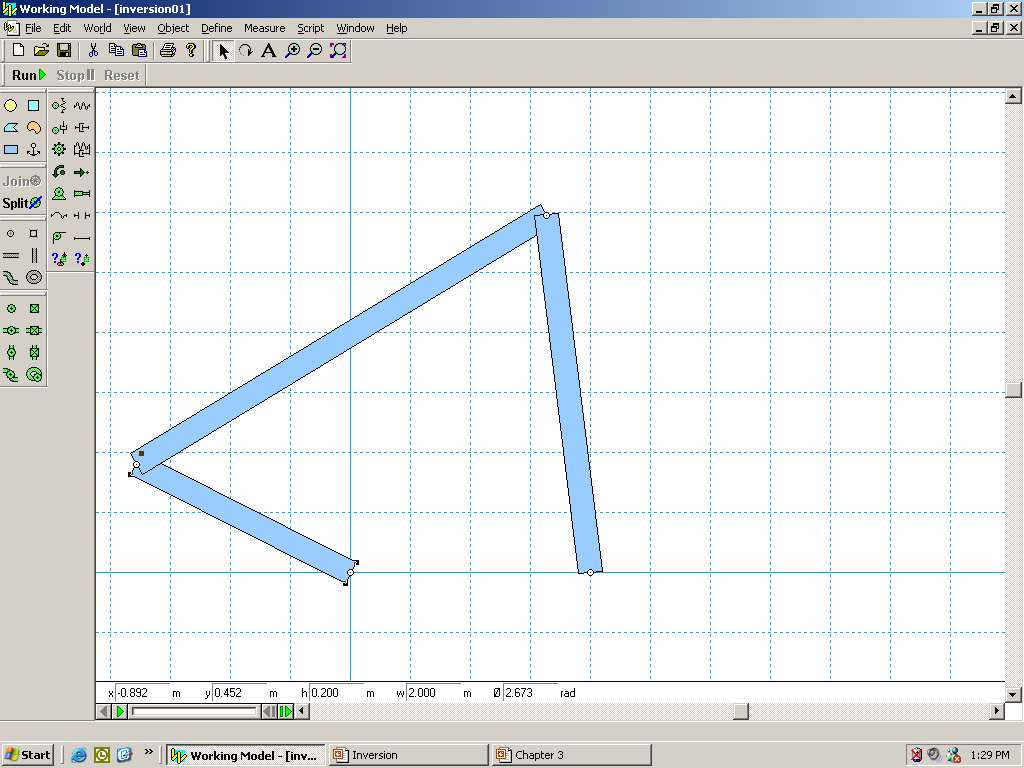 Working Model - [inversion01]
File Edit World View Object Define Measure Script Window Help
Run Stop Reset
Join
Split
x -0.892 m y 0.452 m h 0.200 m w 2.000 m Ø 2.673 rad
Start » Working Model - [inv... Inversion Chapter 3 1:29 PM